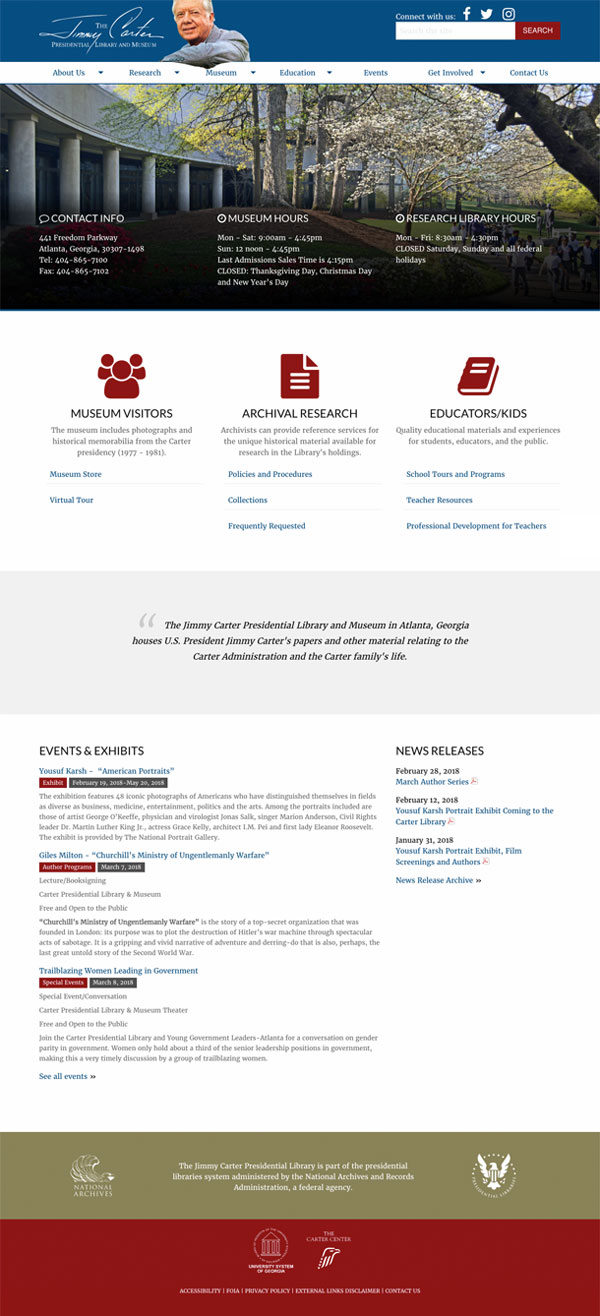 THE
Jimmy Carter
PRESIDENTIAL LIBRARY AND MUSEUM
Connect with us:
Search the site
SEARCH
About Us
Research
Museum
Education
Events
Get Involved
Contact Us
CONTACT INFO
441 Freedom Parkway
Atlanta, Georgia, 30307-1498
Tel: 404-865-7100
Fax: 404-865-7102
MUSEUM HOURS
Mon - Sat: 9:00am - 4:45pm
Sun: 12 noon - 4:45pm
Last Admissions Sales Time is 4:15pm
CLOSED: Thanksgiving Day, Christmas Day
and New Year's Day
RESEARCH LIBRARY HOURS
Mon - Fri: 8:30am - 4:30pm
CLOSED Saturday, Sunday and all federal
holidays
MUSEUM VISITORS
The museum includes photographs and
historical memorabilia from the Carter
presidency (1977 - 1981).
Museum Store
Virtual Tour
ARCHIVAL RESEARCH
Archivists can provide reference services for
the unique historical material available for
research in the Library's holdings.
Policies and Procedures
Collections
Frequently Requested
EDUCATORS/KIDS
Quality educational materials and experiences
for students, educators, and the public.
School Tours and Programs
Teacher Resources
Professional Development for Teachers
“ The Jimmy Carter Presidential Library and Museum in Atlanta, Georgia
houses U.S. President Jimmy Carter's papers and other material relating to the
Carter Administration and the Carter family's life.
EVENTS & EXHIBITS
Yousuf Karsh - “American Portraits”
Exhibit February 19, 2018-May 20, 2018
The exhibition features 48 iconic photographs of Americans who have distinguished themselves in fields
as diverse as business, medicine, entertainment, politics and the arts. Among the portraits included are
those of artist George O'Keeffe, physician and virologist Jonas Salk, singer Marion Anderson, Civil Rights
leader Dr. Martin Luther King Jr., actress Grace Kelly, architect I.M. Pei and first lady Eleanor Roosevelt.
The exhibit is provided by The National Portrait Gallery.
Giles Milton - “Churchill's Ministry of Ungentlemanly Warfare”
Author Programs March 7, 2018
Lecture/Booksigning
Carter Presidential Library & Museum
Free and Open to the Public
“Churchill's Ministry of Ungentlemanly Warfare” is the story of a top-secret organization that was
founded in London: its purpose was to plot the destruction of Hitler's war machine through spectacular
acts of sabotage. It is a gripping and vivid narrative of adventure and derring-do that is also, perhaps, the
last great untold story of the Second World War.
Trailblazing Women Leading in Government
Special Events March 8, 2018
Special Event/Conversation
Carter Presidential Library & Museum Theater
Free and Open to the Public
Join the Carter Presidential Library and Young Government Leaders-Atlanta for a conversation on gender
parity in government. Women only hold about a third of the senior leadership positions in government,
making this a very timely discussion by a group of trailblazing women.
See all events »
NEWS RELEASES
February 28, 2018
March Author Series
February 12, 2018
Yousuf Karsh Portrait Exhibit Coming to the
Carter Library
January 31, 2018
Yousuf Karsh Portrait Exhibit, Film
Screenings and Authors
News Release Archive »
NATIONAL
ARCHIVES
The Jimmy Carter Presidential Library is part of the presidential
libraries system administered by the National Archives and Records
Administration, a federal agency.
PRESIDENTIAL LIBRARIES
UNIVERSITY SYSTEM
OF GEORGIA
THE
CARTER CENTER
ACCESSIBILITY | FOIA | PRIVACY POLICY | EXTERNAL LINKS DISCLAIMER | CONTACT US